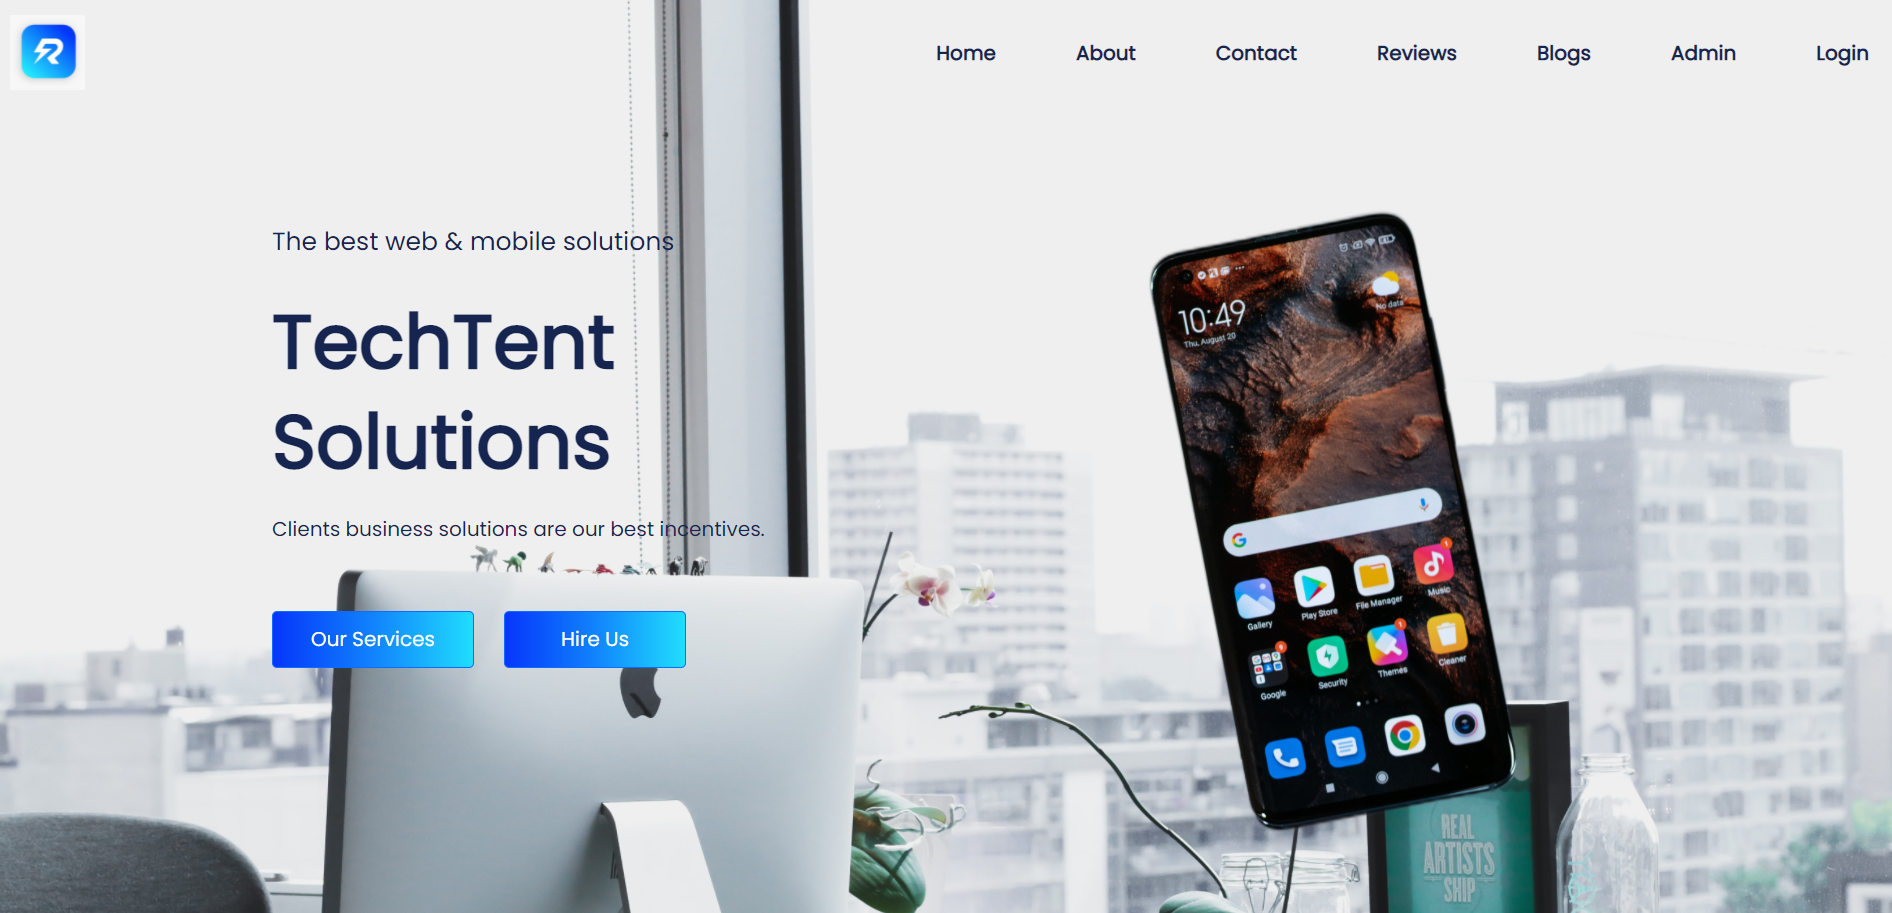 Home About Contact Reviews Blogs Admin Login
The best web & mobile solutions
TechTent
Solutions
Clients business solutions are our best incentives.
Our Services Hire Us
10:49
Thu, August 20
No data
Gallery Play Store File Manager Music
Google Security Themes Cleaner
REAL
ARTISTS
SHIP